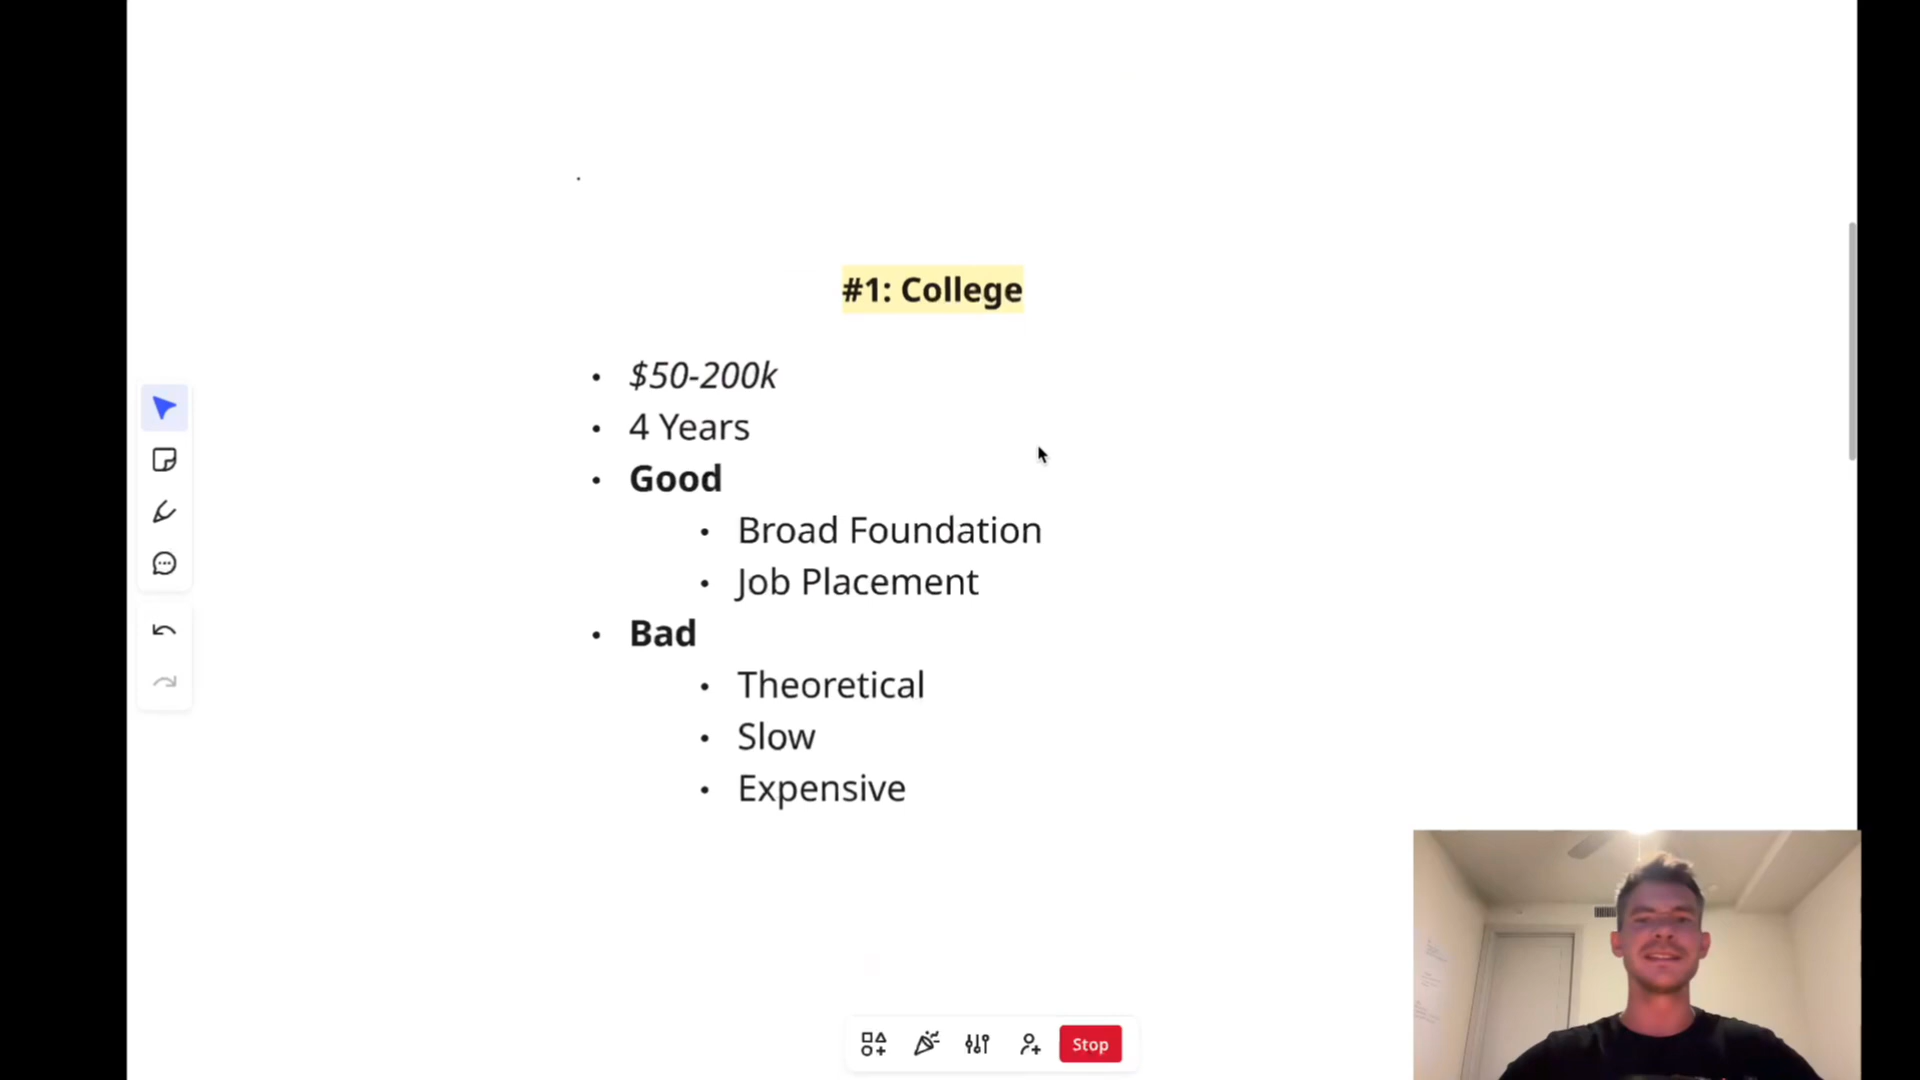 #1: College
• $50-200k
• 4 Years
• Good
• Broad Foundation
• Job Placement
• Bad
• Theoretical
• Slow
• Expensive
Stop